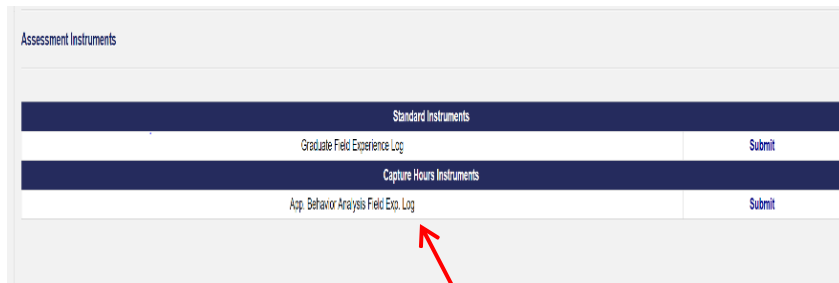 Assessment Instruments
Standard Instruments
Graduate Field Experience Log Submit
Capture Hours Instruments
App. Behavior Analysis Field Exp. Log Submit